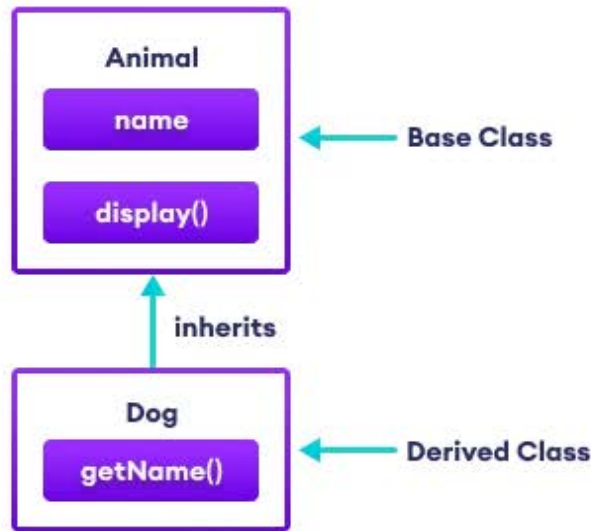 Animal
name
Base Class
display()
inherits
Dog
getName()
Derived Class